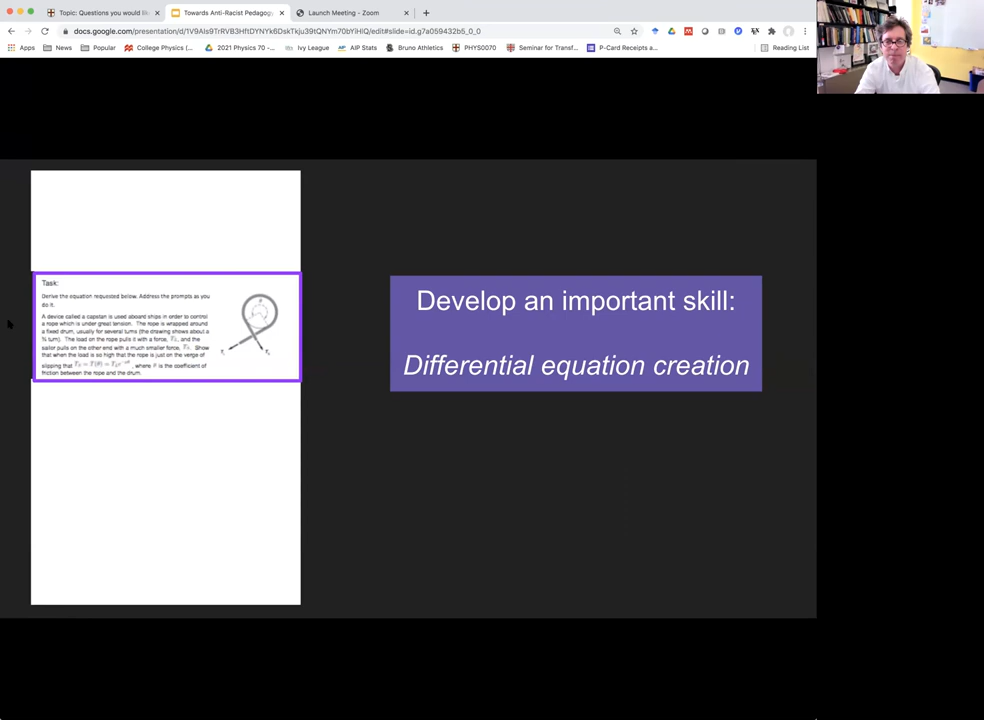 Topic: Questions you would lik
Towards Anti-Racist Pedagogy
Launch Meeting - Zoom
docs.google.com/presentation/d/1V9Als9TrRVB3HftDYNYk6DskTkju39tQNYm70bYlHlQ/edit#slide=id.g7a059432b5_0_0
Apps
News
Popular
College Physics (...
2021 Physics 70 -...
Ivy League
AIP Stats
Bruno Athletics
PHYS0070
Seminar for Transf...
P-Card Receipts a...
Reading List
Task:
Derive the equation requested below. Address the prompts as you
do it.
A device called a capstan is used aboard ships in order to control
a rope which is under great tension. The rope is wrapped around
a fixed drum, usually for several turns (the drawing shows about a
¾ turn). The load on the rope pulls it with a force, and the
sailor pulls on the other end with a much smaller force, Show
that when the load is so high that the rope is just on the verge of
slipping that , where is the coefficient of
friction between the rope and the drum.
Develop an important skill:
Differential equation creation